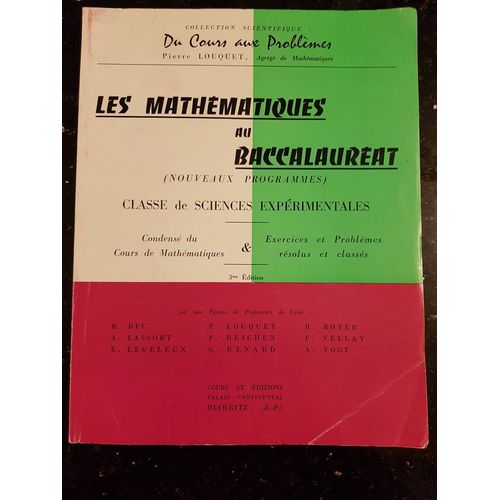 COLLECTION SCIENTIFIQUE
Du Cours aux Problèmes
Pierre LOUQUET, Agrégé de Mathématiques
LES MATHÉMATIQUES
AU
BACCALAURÉAT
(NOUVEAUX PROGRAMMES)
CLASSE de SCIENCES EXPÉRIMENTALES
Condensé du
Cours de Mathématiques
&
Exercices et Problèmes
résolus et classés
3me Édition
par une Équipe de Professeurs de Lycée :
R. BEC P. LOUQUET R. ROYER
A. LASSORT P. REICHEN P. VELLAY
E. LEGELEUX G. RENARD A. VOGT
COURS ET ÉDITIONS
PALAIS CONTINENTAL
BIARRITZ (B.-P.)